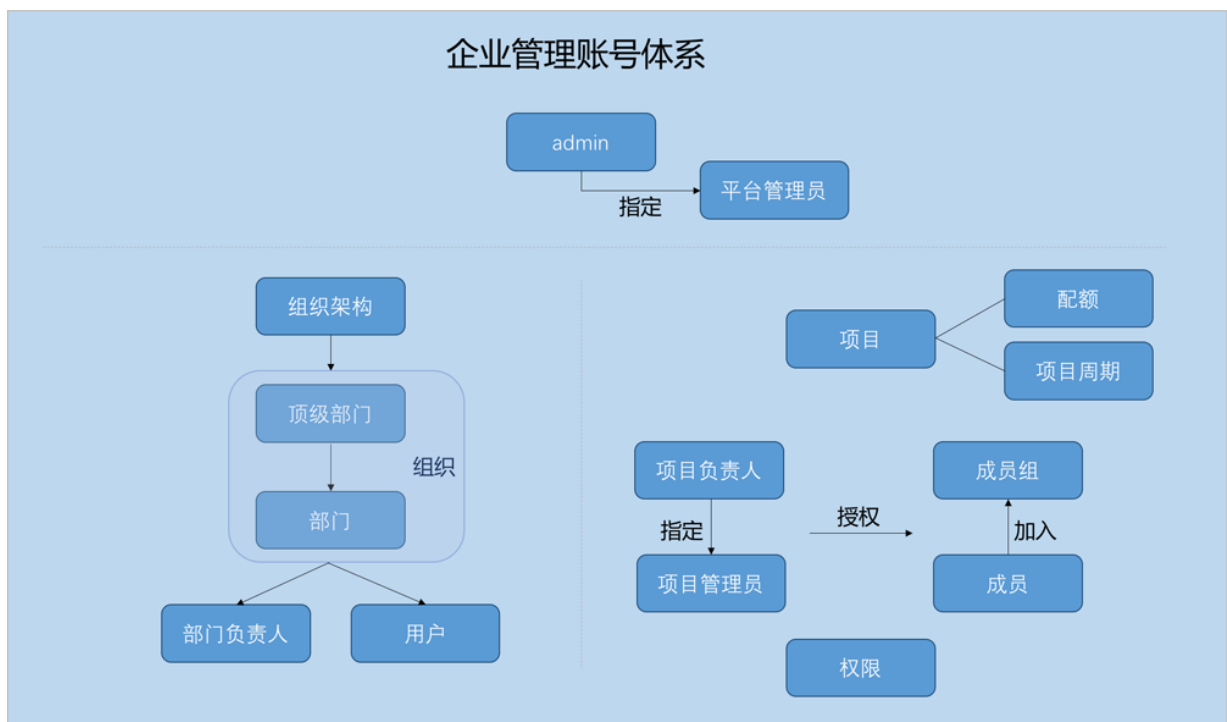 企业管理账号体系
admin
指定
平台管理员
组织架构
顶级部门
组织
部门
部门负责人
用户
项目
配额
项目周期
项目负责人
指定
项目管理员
授权
成员组
加入
成员
权限